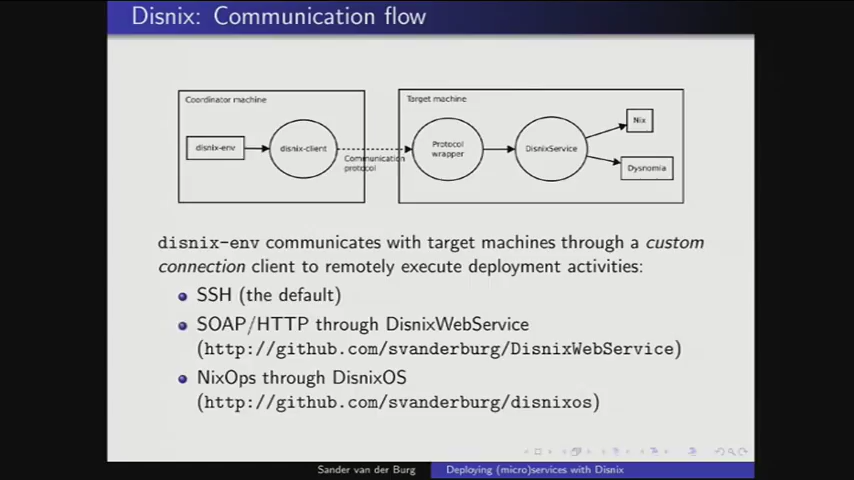 Disnix: Communication flow
Coordinator machine
Target machine
disnix-env
disnix-client
Communication
protocol
Protocol
wrapper
DisnixService
Nix
Dysnomia
disnix-env communicates with target machines through a custom
connection client to remotely execute deployment activities:
SSH (the default)
SOAP/HTTP through DisnixWebService
(http://github.com/svanderburg/DisnixWebService)
NixOps through DisnixOS
(http://github.com/svanderburg/disnixos)
Sander van der Burg
Deploying (micro)services with Disnix